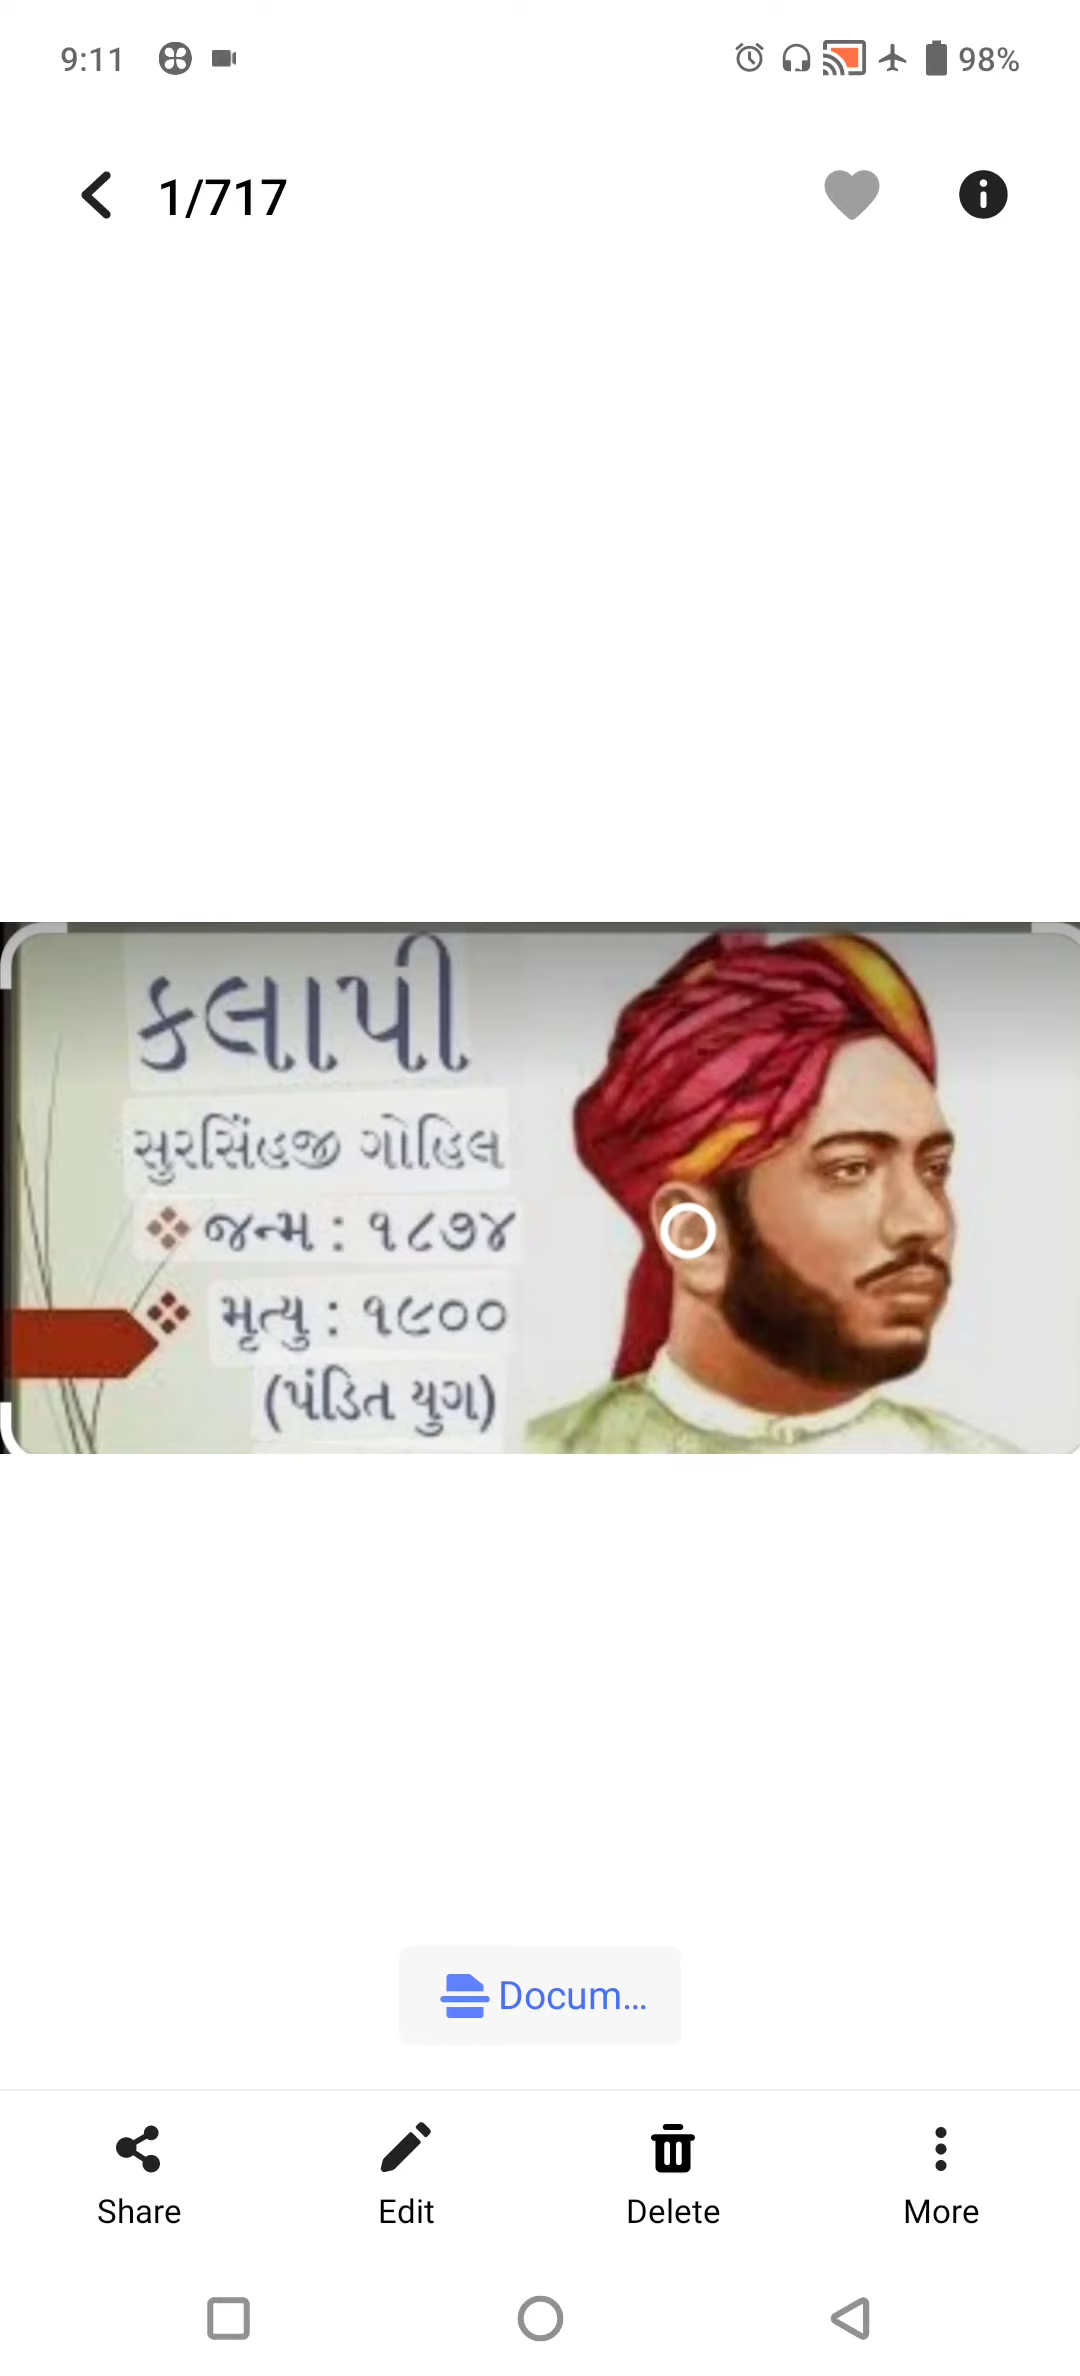 9:11
98%
1/717
કલાપી
સુરસિંહજી ગોહિલ
❖ જન્મ : ૧૮૭૪
❖ મૃત્યુ : ૧૯૦૦
(પંડિત યુગ)
Docum...
Share Edit Delete More